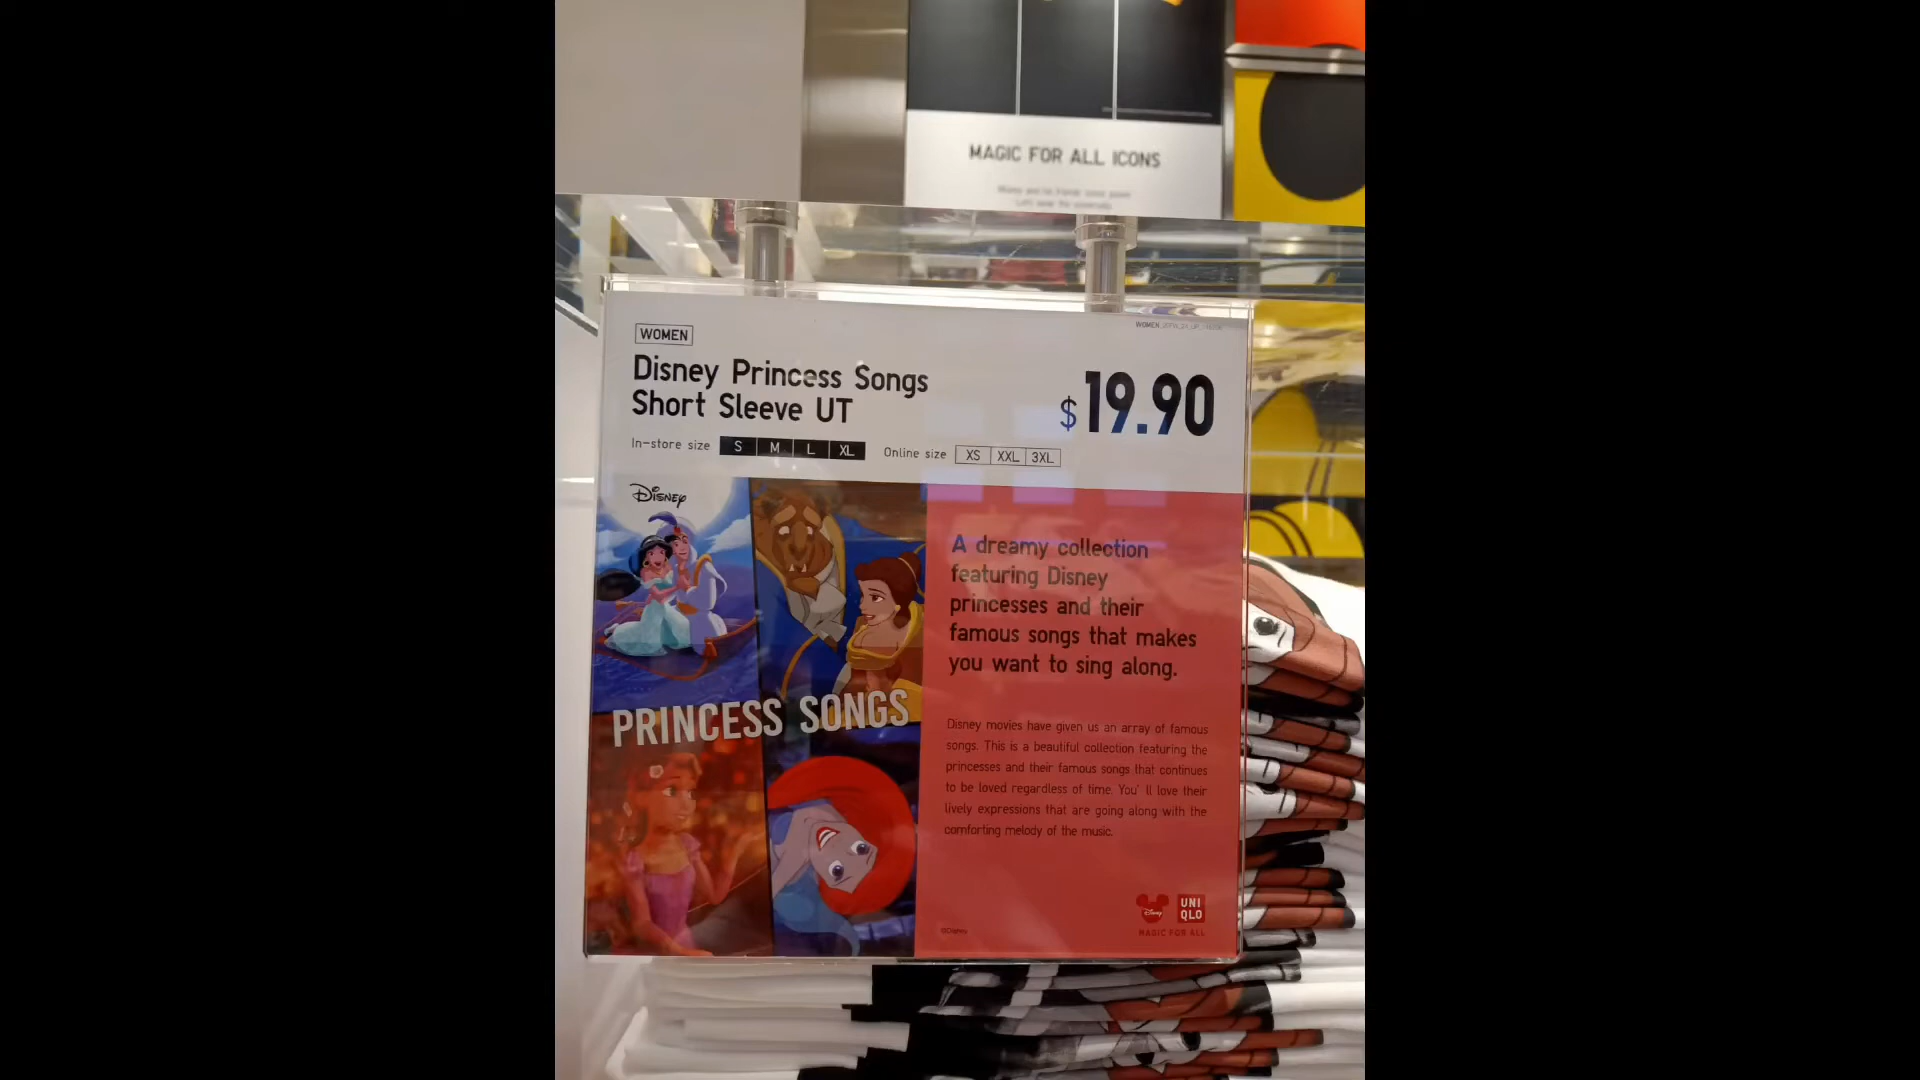 MAGIC FOR ALL ICONS
WOMEN
WOMEN
Disney Princess Songs
Short Sleeve UT
$19.90
In-store size S M L XL Online size XS XXL 3XL
Disney
A dreamy collection
featuring Disney
princesses and their
famous songs that makes
you want to sing along.
PRINCESS SONGS
Disney movies have given us an array of famous
songs. This is a beautiful collection featuring the
princesses and their famous songs that continues
to be loved regardless of time. You' ll love their
lively expressions that are going along with the
comforting melody of the music.
Disney
UNI
QLO
MAGIC FOR ALL
©Disney